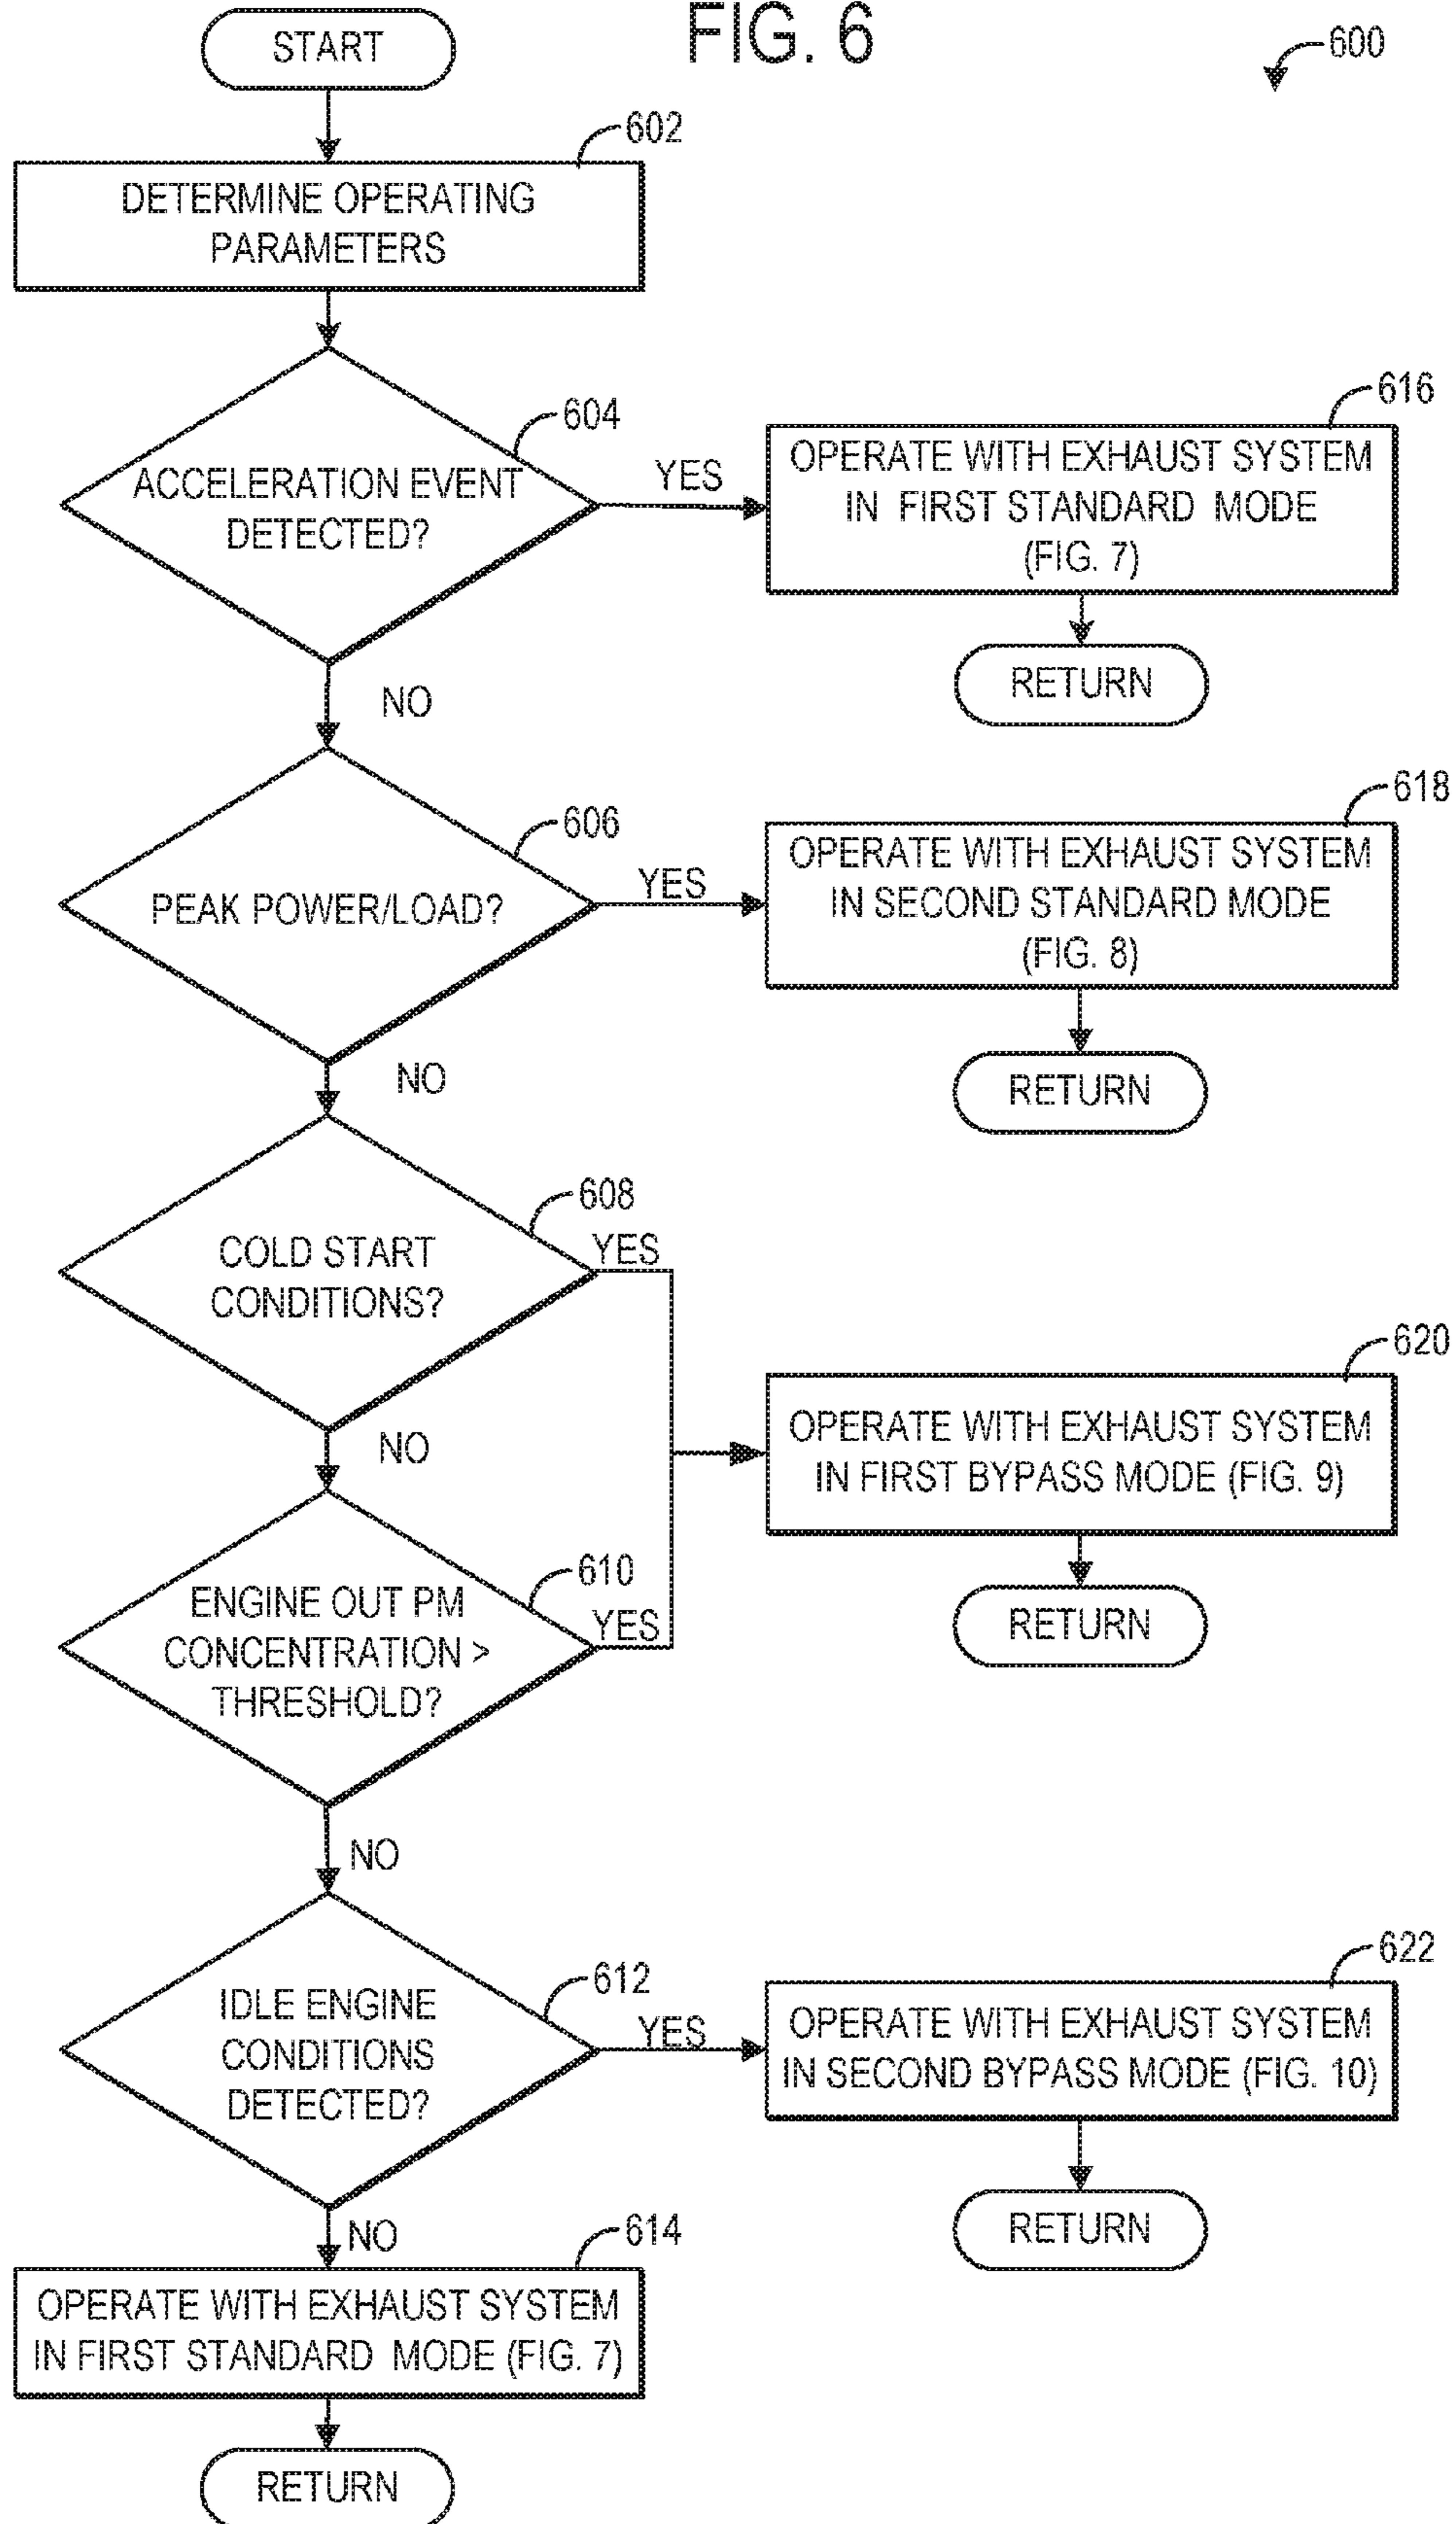 FIG. 6
600
START
602
DETERMINE OPERATING
PARAMETERS
604
ACCELERATION EVENT
DETECTED?
YES
616
OPERATE WITH EXHAUST SYSTEM
IN FIRST STANDARD MODE
(FIG. 7)
RETURN
NO
606
PEAK POWER/LOAD?
YES
618
OPERATE WITH EXHAUST SYSTEM
IN SECOND STANDARD MODE
(FIG. 8)
RETURN
NO
608
COLD START
CONDITIONS?
YES
NO
610
ENGINE OUT PM
CONCENTRATION >
THRESHOLD?
YES
620
OPERATE WITH EXHAUST SYSTEM
IN FIRST BYPASS MODE (FIG. 9)
RETURN
NO
612
IDLE ENGINE
CONDITIONS
DETECTED?
YES
622
OPERATE WITH EXHAUST SYSTEM
IN SECOND BYPASS MODE (FIG. 10)
RETURN
NO
614
OPERATE WITH EXHAUST SYSTEM
IN FIRST STANDARD MODE (FIG. 7)
RETURN